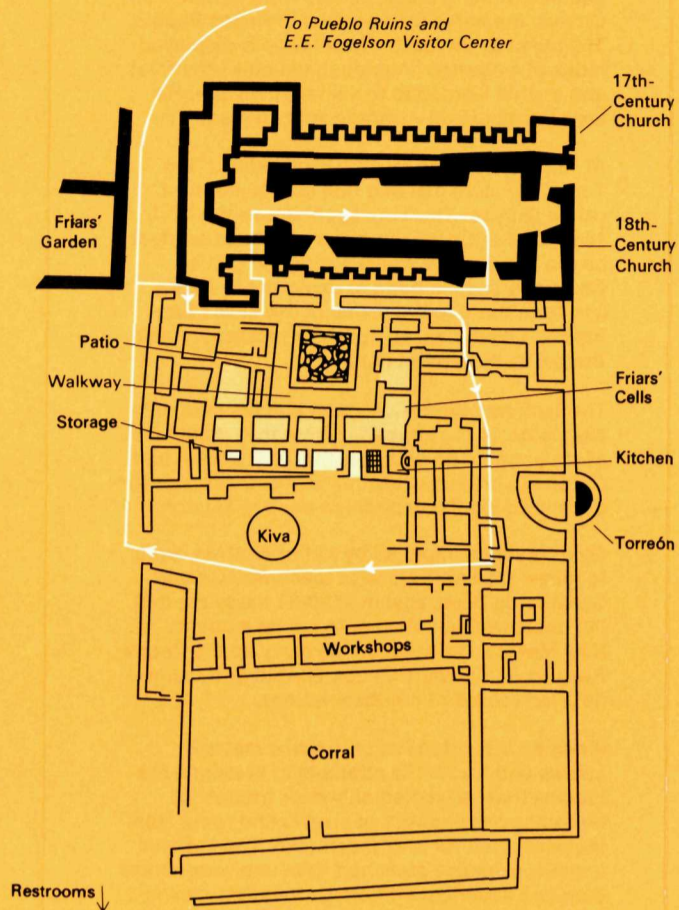 To Pueblo Ruins and
E.E. Fogelson Visitor Center
17th-
Century
Church
Friars'
Garden
18th-
Century
Church
Patio
Walkway
Storage
Friars'
Cells
Kitchen
Kiva
Torreón
Workshops
Corral
Restrooms